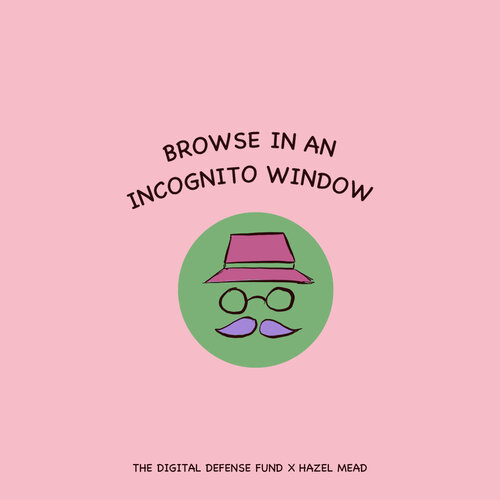 BROWSE IN AN
INCOGNITO WINDOW
THE DIGITAL DEFENSE FUND X HAZEL MEAD